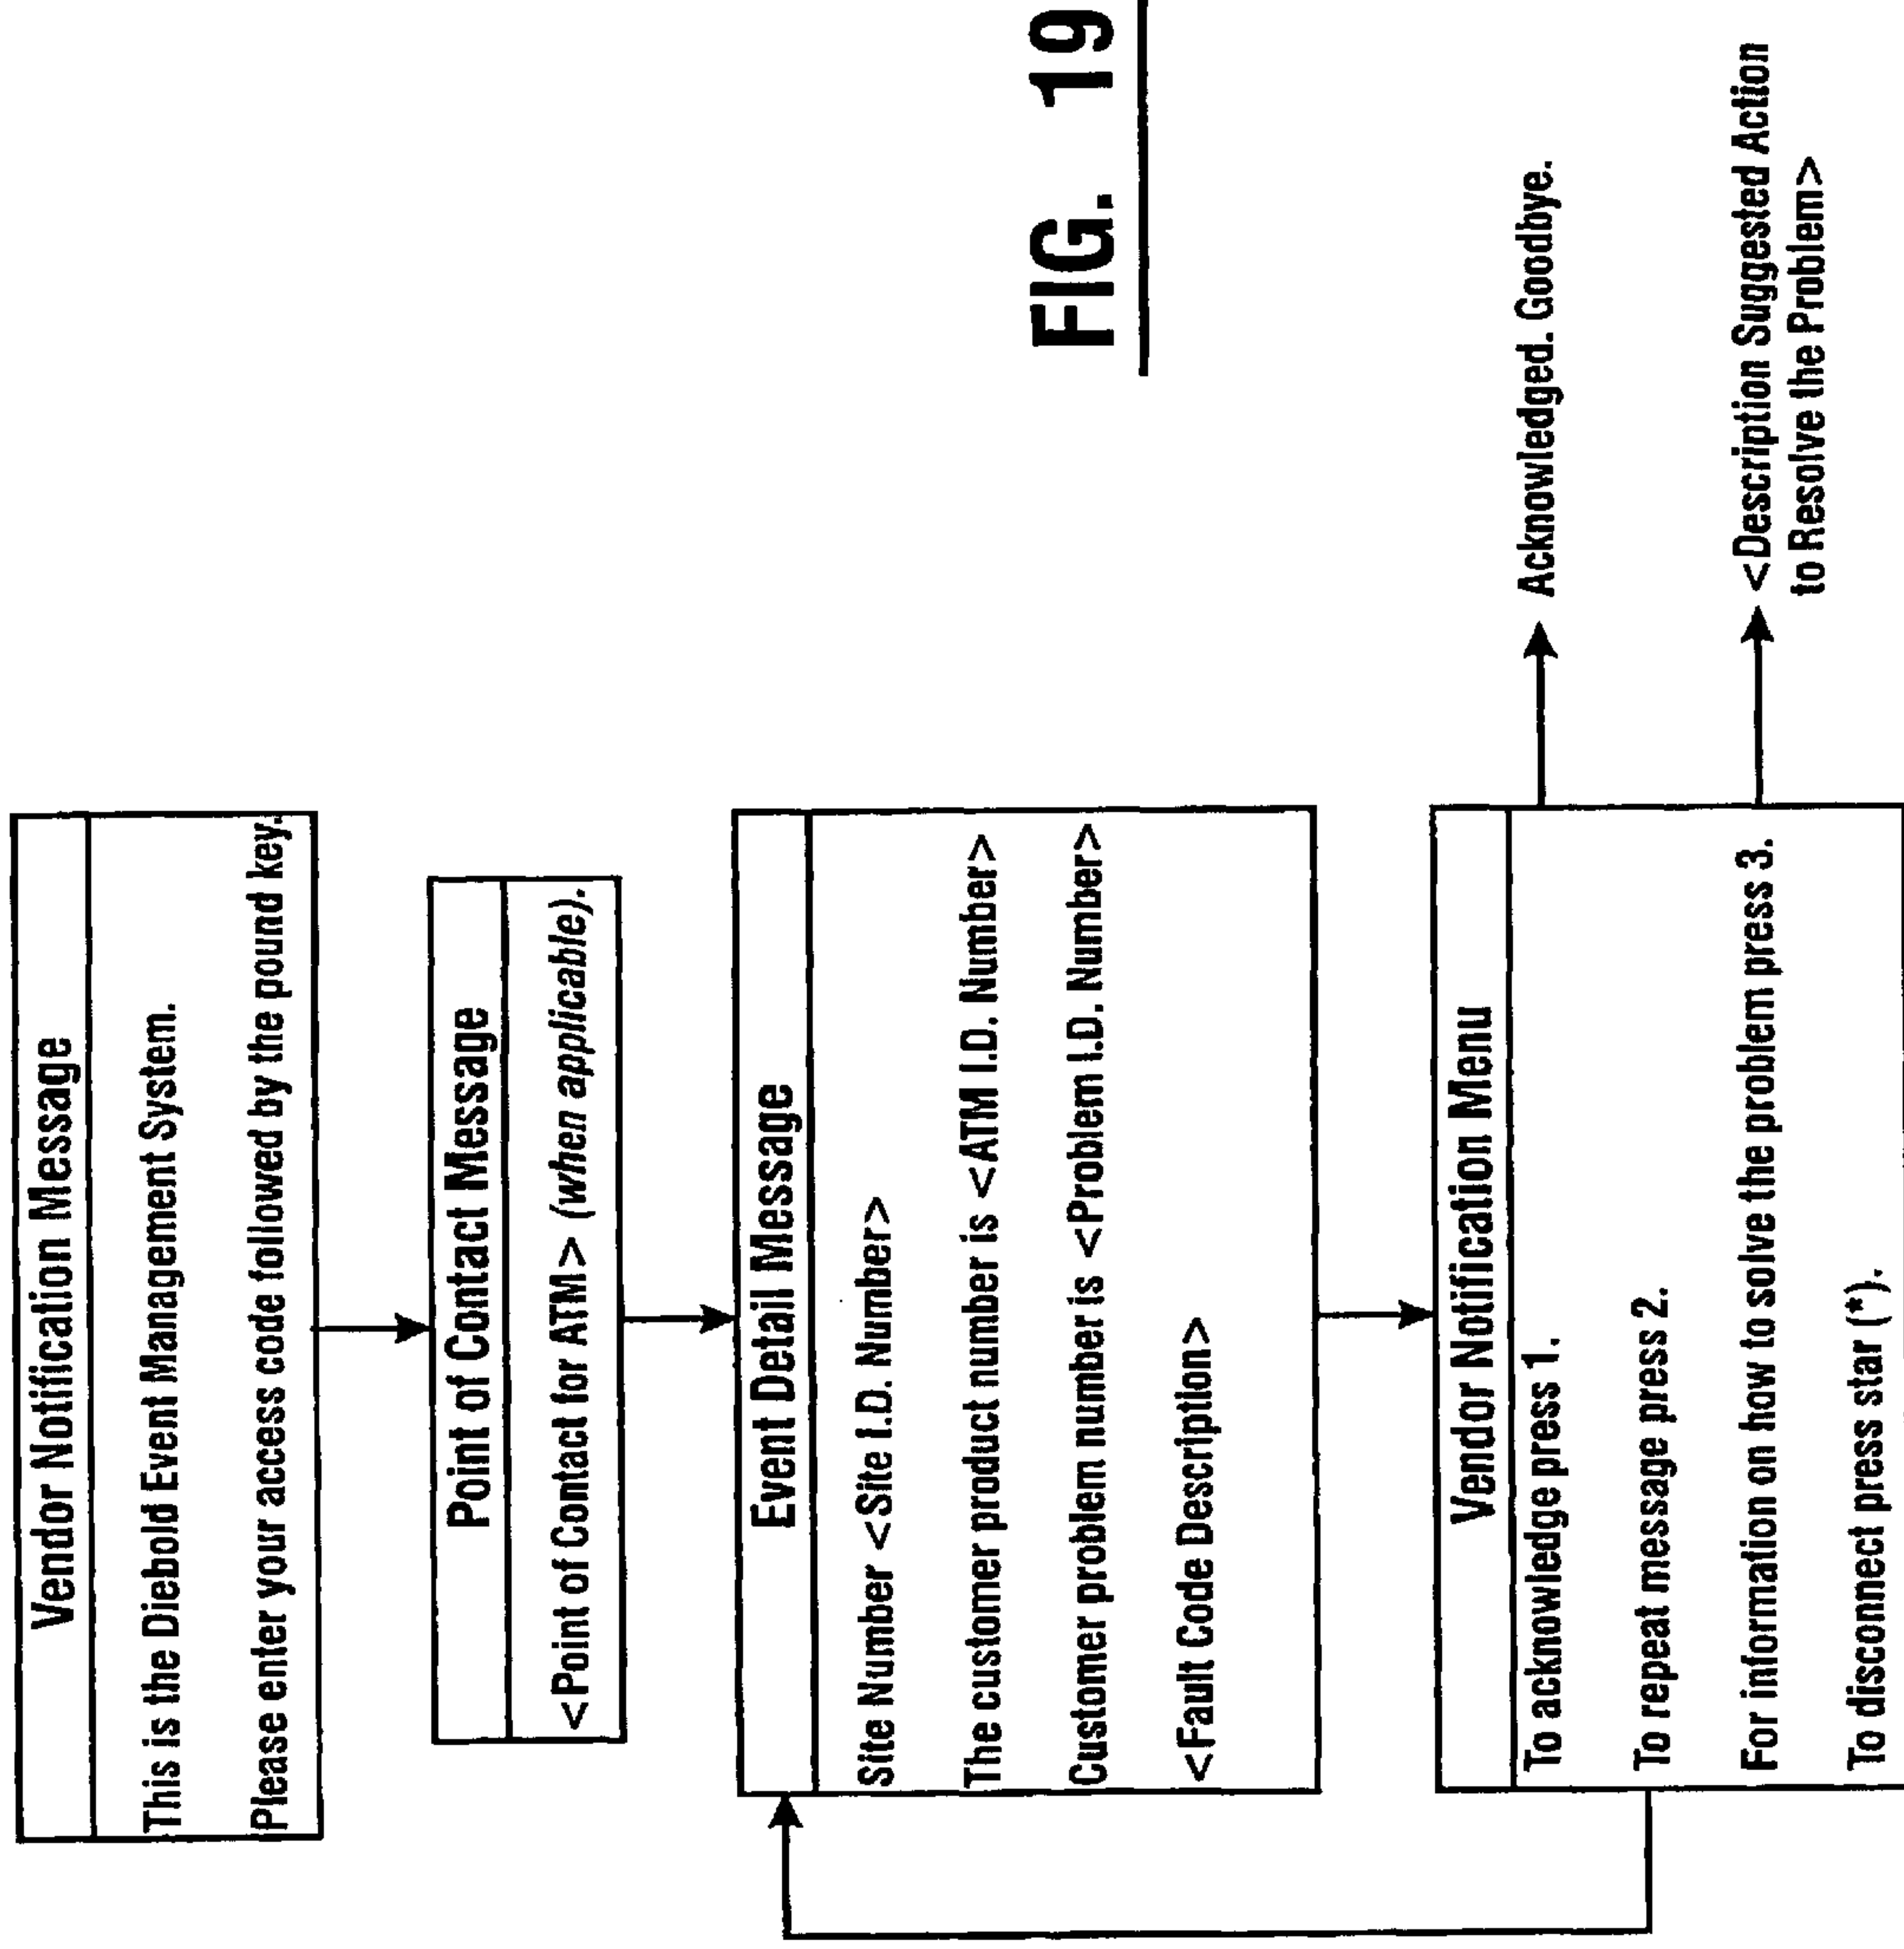 Vendor Notification Message
This is the Diebold Event Management System.
Please enter your access code followed by the pound key.
Point of Contact Message
<Point of Contact for ATM> (when applicable).
Event Detail Message
Site Number <Site I.D. Number>
The customer product number is <ATM I.D. Number>
Customer problem number is <Problem I.D. Number>
<Fault Code Description>
Vendor Notification Menu
To acknowledge press 1.
To repeat message press 2.
For information on how to solve the problem press 3.
To disconnect press star (*).
Acknowledged. Goodbye.
<Description Suggested Action
to Resolve the Problem>
FIG. 19